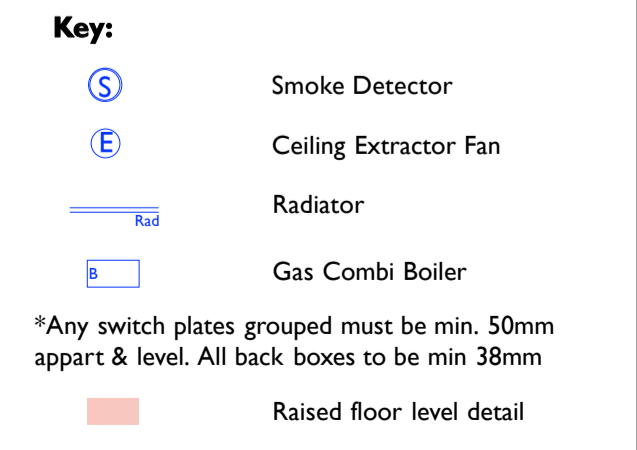 Key:
S Smoke Detector
E Ceiling Extractor Fan
Rad Radiator
B Gas Combi Boiler
*Any switch plates grouped must be min. 50mm
appart & level. All back boxes to be min 38mm
Raised floor level detail